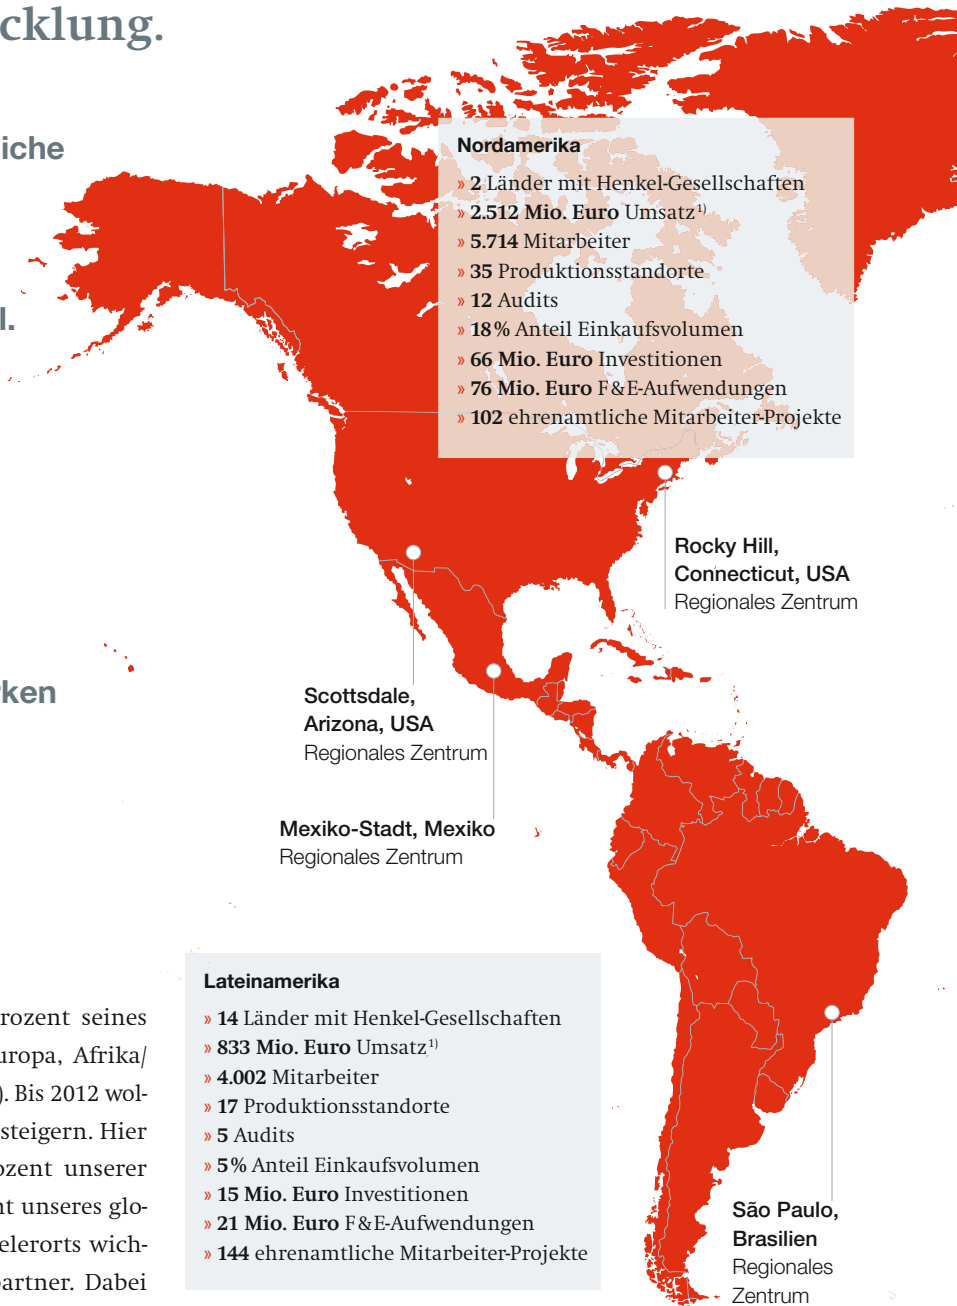 cklung.
iche
l.
rken
Nordamerika
» 2 Länder mit Henkel-Gesellschaften
» 2.512 Mio. Euro Umsatz¹⁾
» 5.714 Mitarbeiter
» 35 Produktionsstandorte
» 12 Audits
» 18 % Anteil Einkaufsvolumen
» 66 Mio. Euro Investitionen
» 76 Mio. Euro F & E-Aufwendungen
» 102 ehrenamtliche Mitarbeiter-Projekte
Rocky Hill,
Connecticut, USA
Regionales Zentrum
Scottsdale,
Arizona, USA
Regionales Zentrum
Mexiko-Stadt, Mexiko
Regionales Zentrum
Lateinamerika
» 14 Länder mit Henkel-Gesellschaften
» 833 Mio. Euro Umsatz¹⁾
» 4.002 Mitarbeiter
» 17 Produktionsstandorte
» 5 Audits
» 5 % Anteil Einkaufsvolumen
» 15 Mio. Euro Investitionen
» 21 Mio. Euro F & E-Aufwendungen
» 144 ehrenamtliche Mitarbeiter-Projekte
São Paulo,
Brasilien
Regionales
Zentrum
rozent seines
uropa, Afrika/
). Bis 2012 wol-
steigern. Hier
ozent unserer
nt unseres glo-
elerorts wich-
partner. Dabei